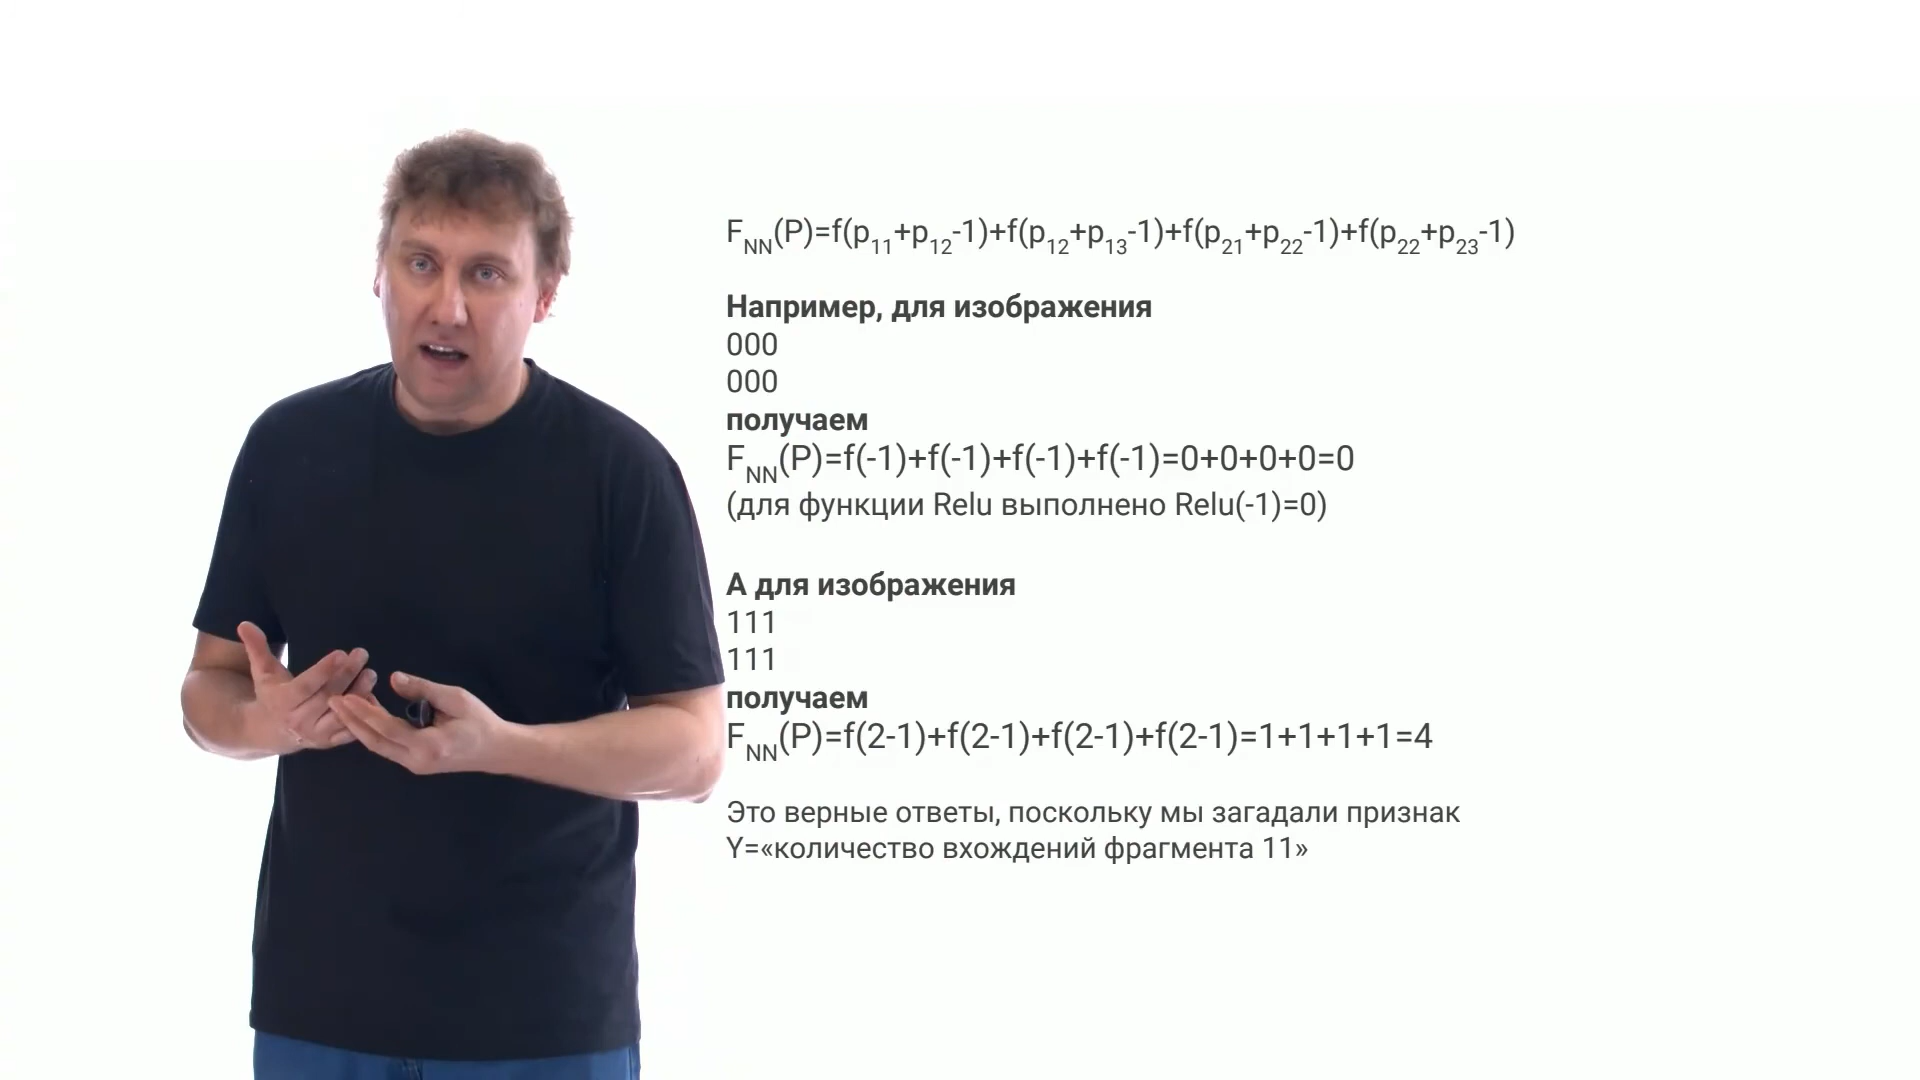 F_NN(P)=f(p_11+p_12-1)+f(p_12+p_13-1)+f(p_21+p_22-1)+f(p_22+p_23-1)
Например, для изображения
000
000
получаем
F_NN(P)=f(-1)+f(-1)+f(-1)+f(-1)=0+0+0+0=0
(для функции Relu выполнено Relu(-1)=0)
А для изображения
111
111
получаем
F_NN(P)=f(2-1)+f(2-1)+f(2-1)+f(2-1)=1+1+1+1=4
Это верные ответы, поскольку мы загадали признак
Y=«количество вхождений фрагмента 11»